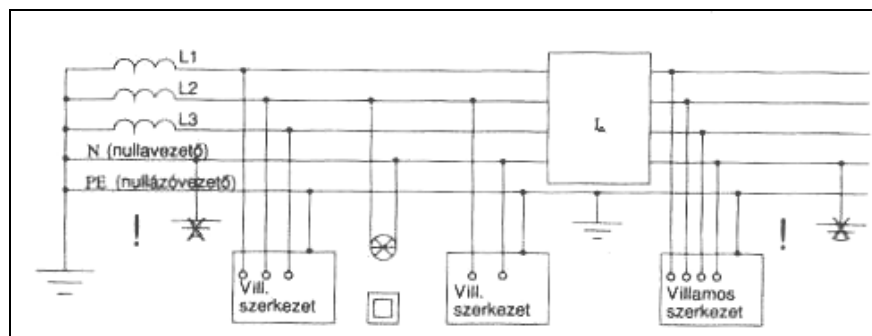 L1
L2
L3
N (nullavezető)
PE (nullázóvezető)
!
Vill.
szerkezet
Vill.
szerkezet
Villamos
szerkezet
!